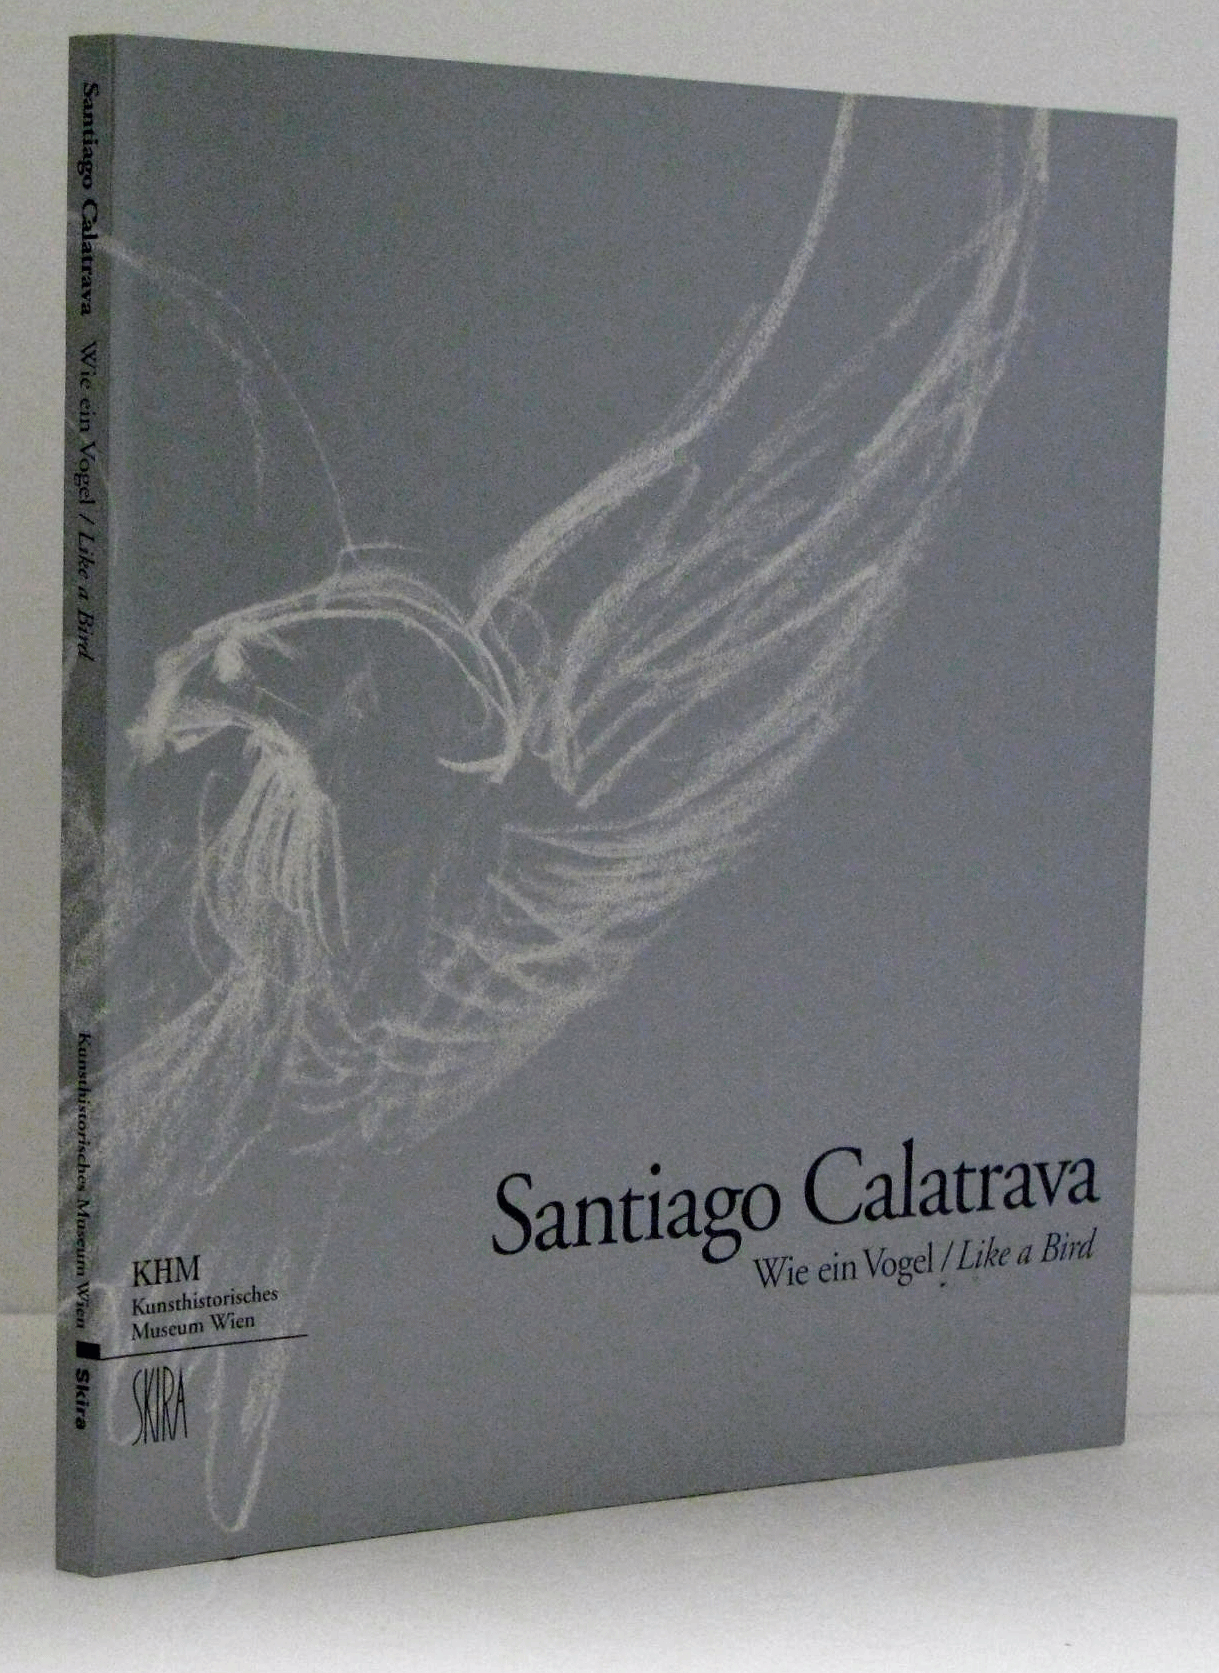 Santiago Calatrava Wie ein Vogel / Like a Bird Kunsthistorisches Museum Wien Skira
Santiago Calatrava
Wie ein Vogel / Like a Bird
KHM
Kunsthistorisches
Museum Wien
SKIRA